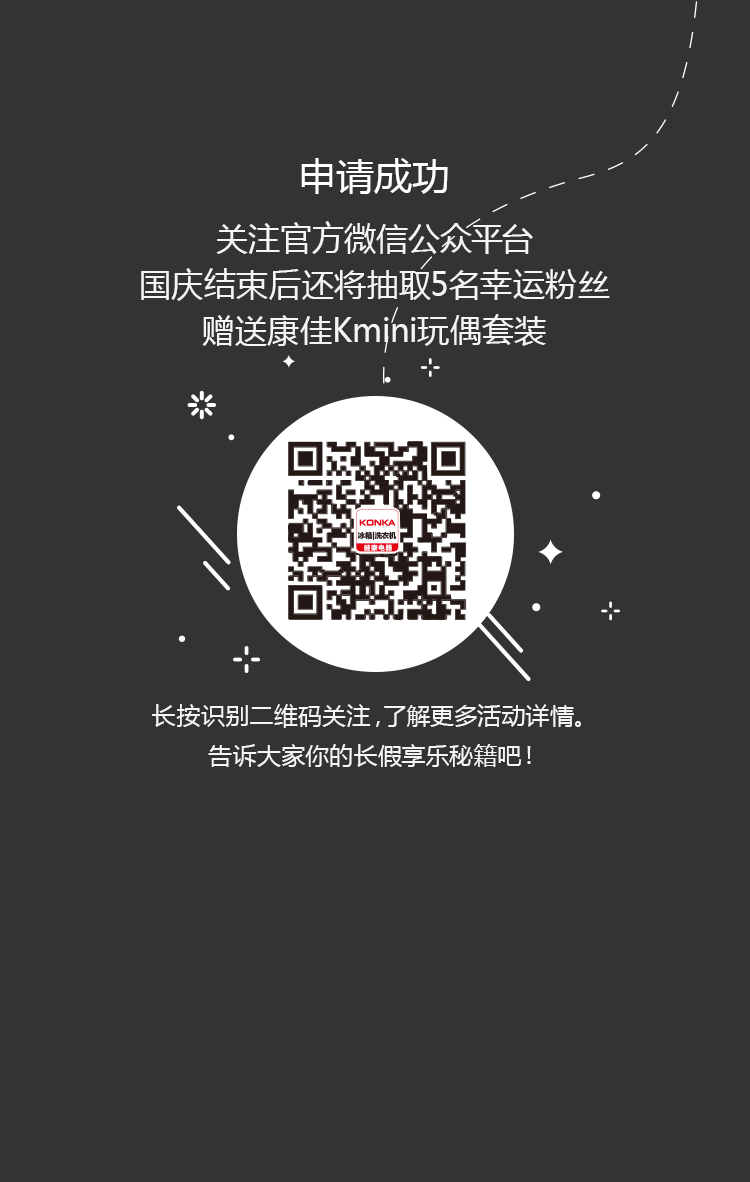 申请成功
关注官方微信公众平台
国庆结束后还将抽取5名幸运粉丝
赠送康佳Kmini玩偶套装
KONKA
冰箱|洗衣机
健康电器
长按识别二维码关注,了解更多活动详情。
告诉大家你的长假享乐秘籍吧!